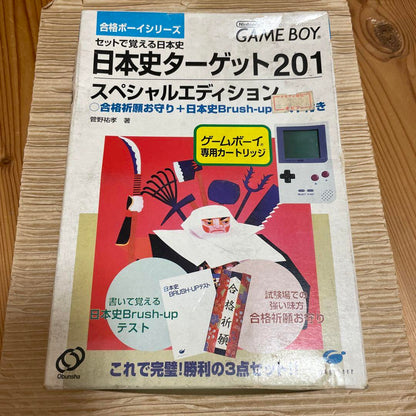 合格ボーイシリーズ
Nintendo
GAME BOY
セットで覚える日本史
日本史ターゲット201
スペシャルエディション
○合格祈願お守り+日本史Brush-up
き
菅野祐孝 著
ゲームボーイ®
専用カートリッジ
日本史
BRUSH-UPテスト
合格祈願
書いて覚える
日本史Brush-up
テスト
試験場での
強い味方
合格祈願お守り
これで完璧!勝利の3点セット!
Obunsha